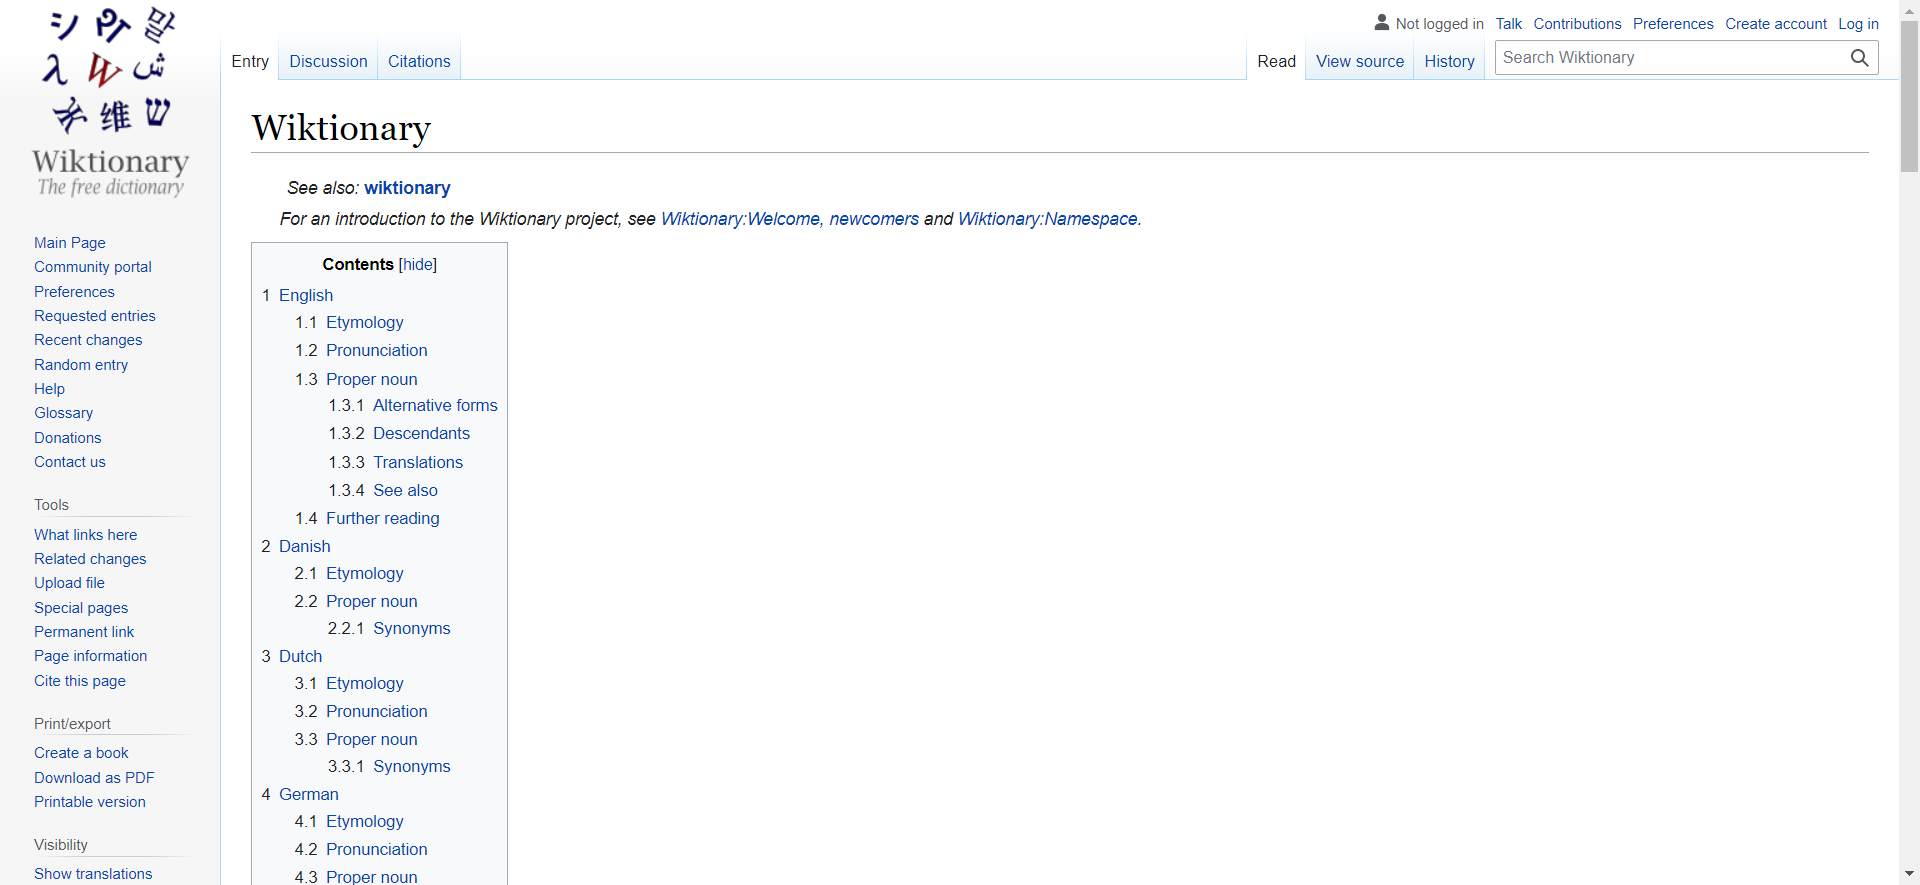 シ や 말
λ W ش
维 ש
Wiktionary
The free dictionary
Not logged in Talk Contributions Preferences Create account Log in
Entry Discussion Citations Read View source History Search Wiktionary
Wiktionary
See also: wiktionary
For an introduction to the Wiktionary project, see Wiktionary:Welcome, newcomers and Wiktionary:Namespace.
Main Page
Community portal
Preferences
Requested entries
Recent changes
Random entry
Help
Glossary
Donations
Contact us
Tools
What links here
Related changes
Upload file
Special pages
Permanent link
Page information
Cite this page
Print/export
Create a book
Download as PDF
Printable version
Visibility
Show translations
Contents [hide]
1 English
1.1 Etymology
1.2 Pronunciation
1.3 Proper noun
1.3.1 Alternative forms
1.3.2 Descendants
1.3.3 Translations
1.3.4 See also
1.4 Further reading
2 Danish
2.1 Etymology
2.2 Proper noun
2.2.1 Synonyms
3 Dutch
3.1 Etymology
3.2 Pronunciation
3.3 Proper noun
3.3.1 Synonyms
4 German
4.1 Etymology
4.2 Pronunciation
4.3 Proper noun